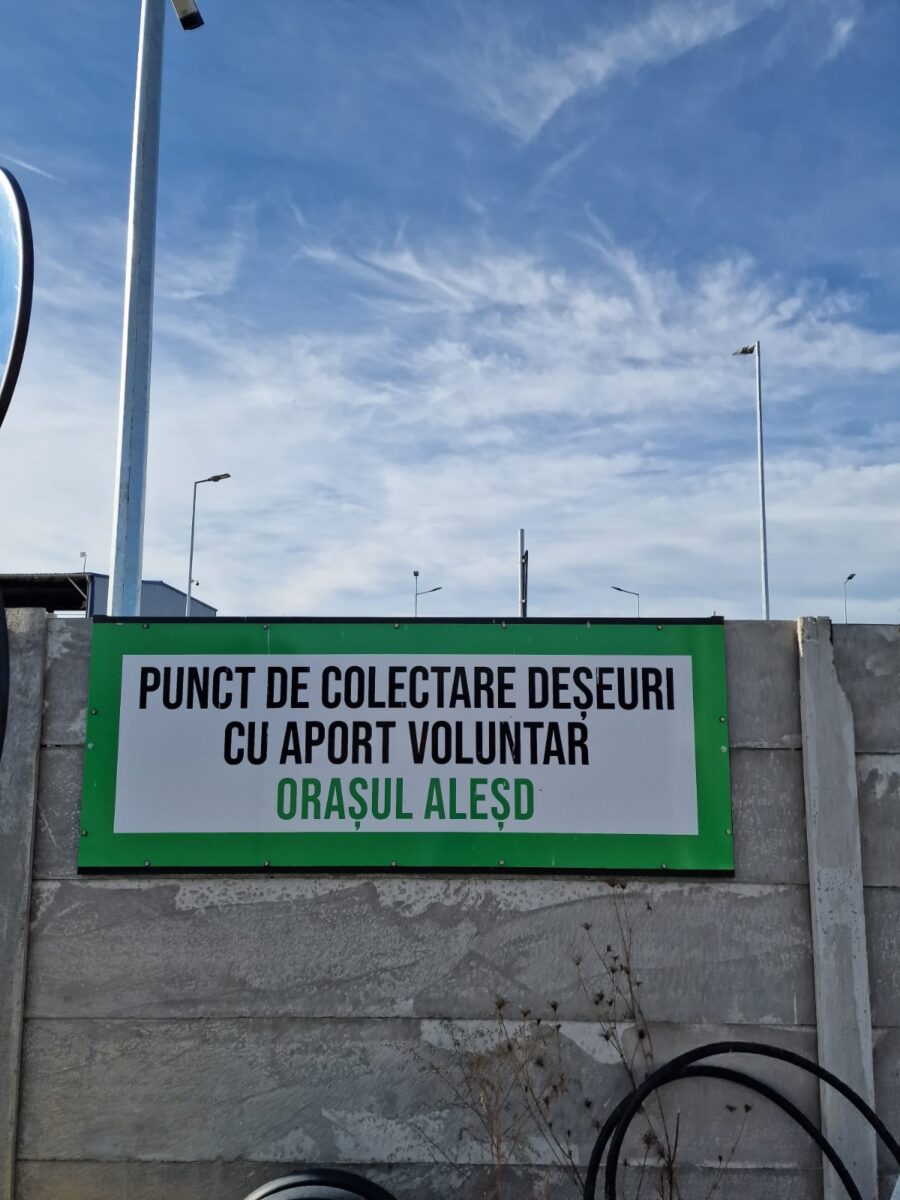 PUNCT DE COLECTARE DEȘEURI
CU APORT VOLUNTAR
ORAȘUL ALEȘD